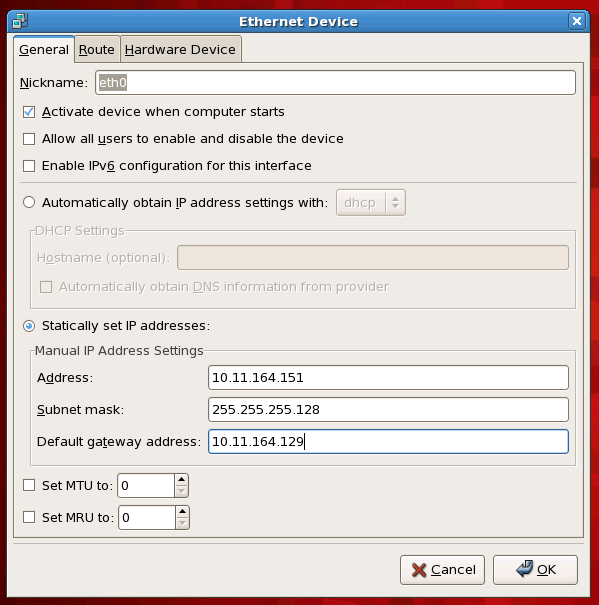 Ethernet Device
General Route Hardware Device
Nickname: eth0
Activate device when computer starts
Allow all users to enable and disable the device
Enable IPv6 configuration for this interface
Automatically obtain IP address settings with: dhcp
DHCP Settings
Hostname (optional):
Automatically obtain DNS information from provider
Statically set IP addresses:
Manual IP Address Settings
Address: 10.11.164.151
Subnet mask: 255.255.255.128
Default gateway address: 10.11.164.129
Set MTU to: 0
Set MRU to: 0
Cancel OK